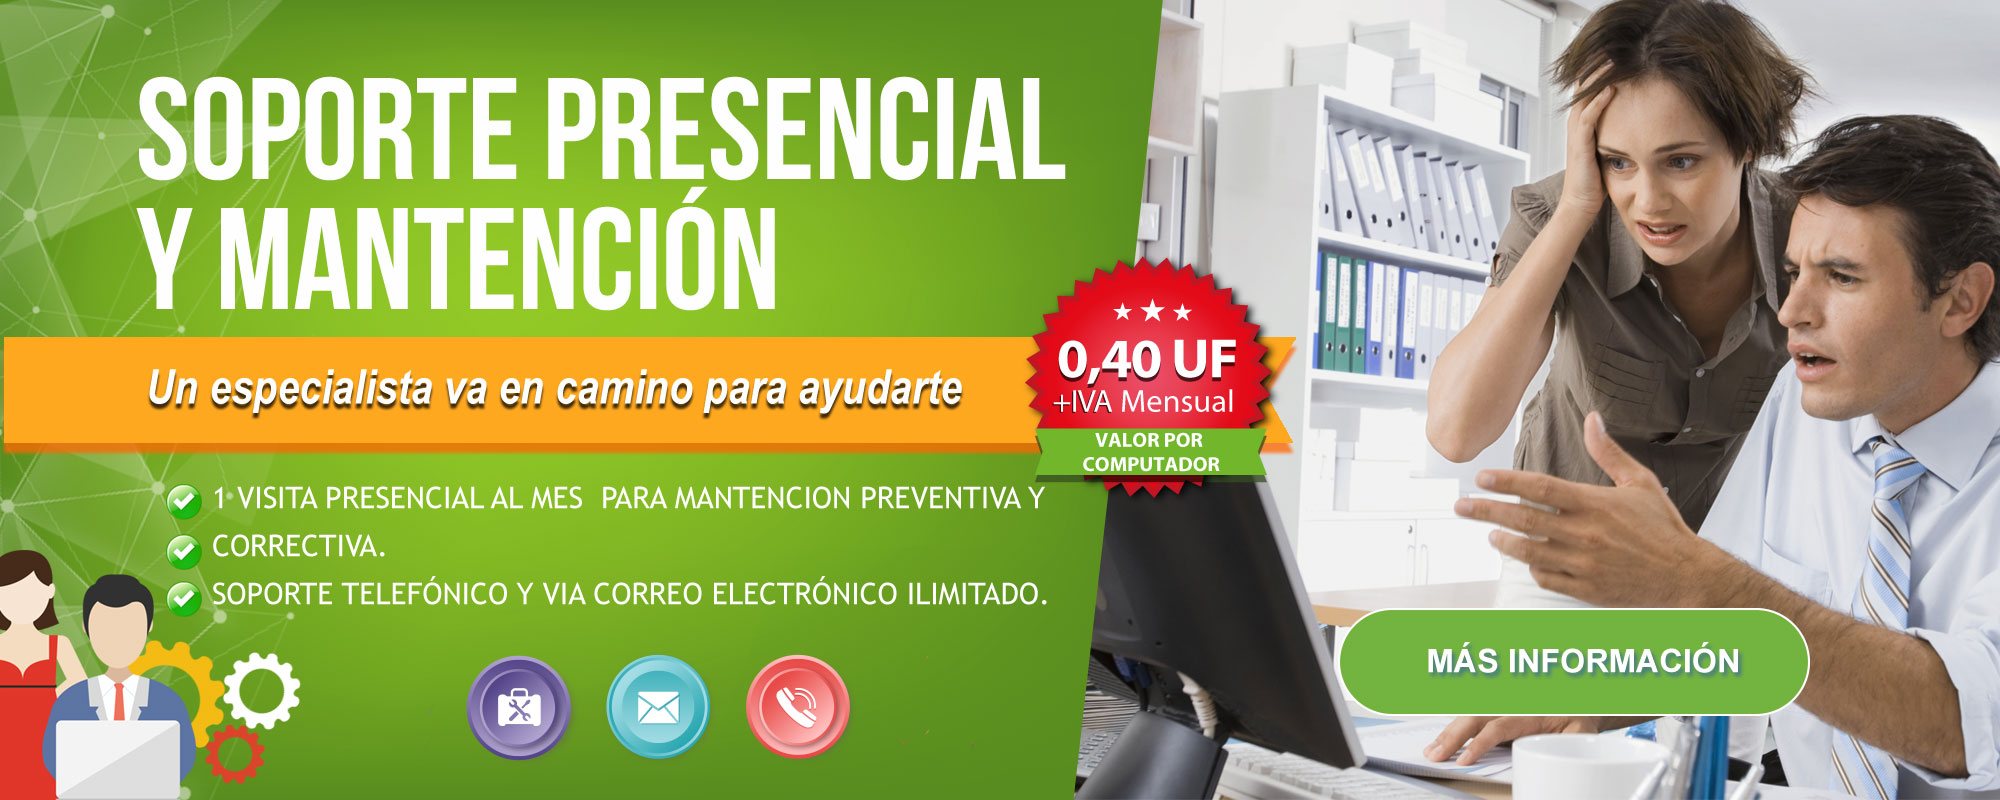 SOPORTE PRESENCIAL
Y MANTENCIÓN
Un especialista va en camino para ayudarte
0,40 UF
+IVA Mensual
VALOR POR
COMPUTADOR
1 VISITA PRESENCIAL AL MES  PARA MANTENCION PREVENTIVA Y
CORRECTIVA.
SOPORTE TELEFÓNICO Y VIA CORREO ELECTRÓNICO ILIMITADO.
MÁS INFORMACIÓN